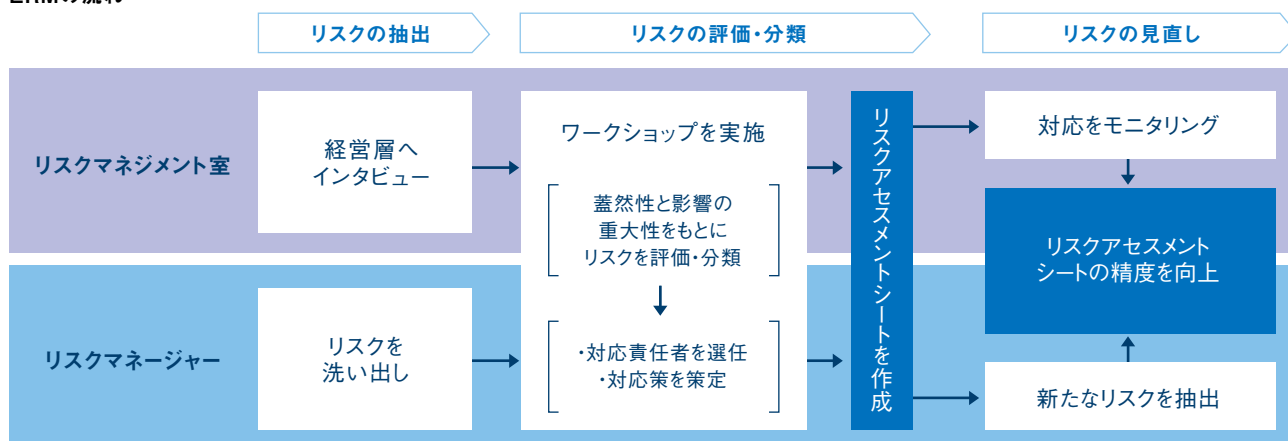 ERMの流れ
リスクの抽出
リスクの評価・分類
リスクの見直し
リスクマネジメント室
経営層へ
インタビュー
ワークショップを実施
蓋然性と影響の
重大性をもとに
リスクを評価・分類
リスクアセスメントシートを作成
対応をモニタリング
リスクアセスメント
シートの精度を向上
リスクマネージャー
リスクを
洗い出し
・対応責任者を選任
・対応策を策定
新たなリスクを抽出